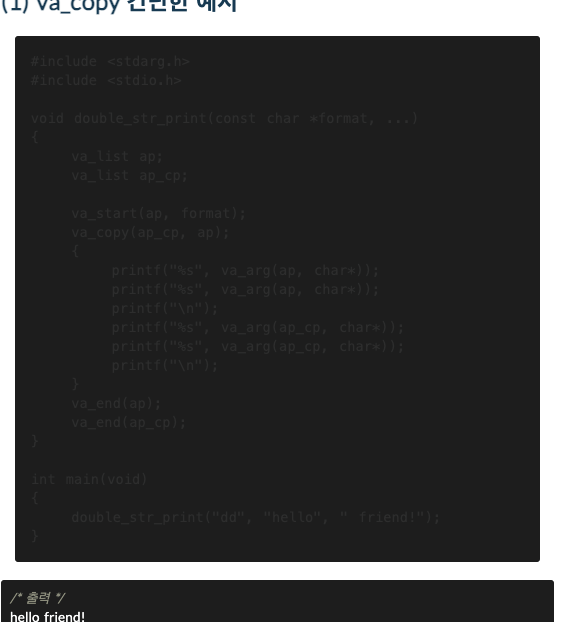 (1) va_copy 간단한 예시
#include <stdarg.h>
#include <stdio.h>
void double_str_print(const char *format, ...)
{
va_list ap;
va_list ap_cp;
va_start(ap, format);
va_copy(ap_cp, ap);
{
printf("%s", va_arg(ap, char*));
printf("%s", va_arg(ap, char*));
printf("\n");
printf("%s", va_arg(ap_cp, char*));
printf("%s", va_arg(ap_cp, char*));
printf("\n");
}
va_end(ap);
va_end(ap_cp);
}
int main(void)
{
double_str_print("dd", "hello", " friend!");
}
/* 출력 */
hello friend!